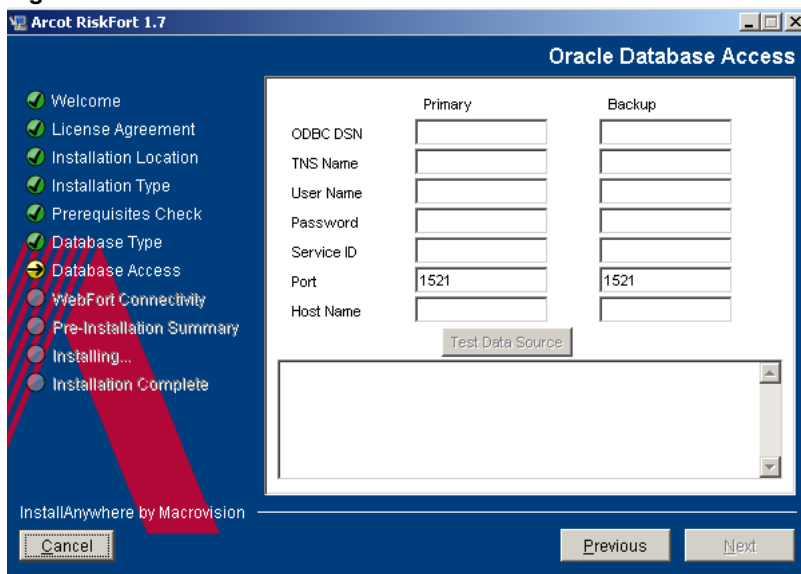 Arcot RiskFort 1.7
Oracle Database Access
Welcome
License Agreement
Installation Location
Installation Type
Prerequisites Check
Database Type
Database Access
WebFort Connectivity
Pre-Installation Summary
Installing...
Installation Complete
Primary Backup
ODBC DSN
TNS Name
User Name
Password
Service ID
Port 1521 1521
Host Name
Test Data Source
InstallAnywhere by Macrovision
Cancel Previous Next